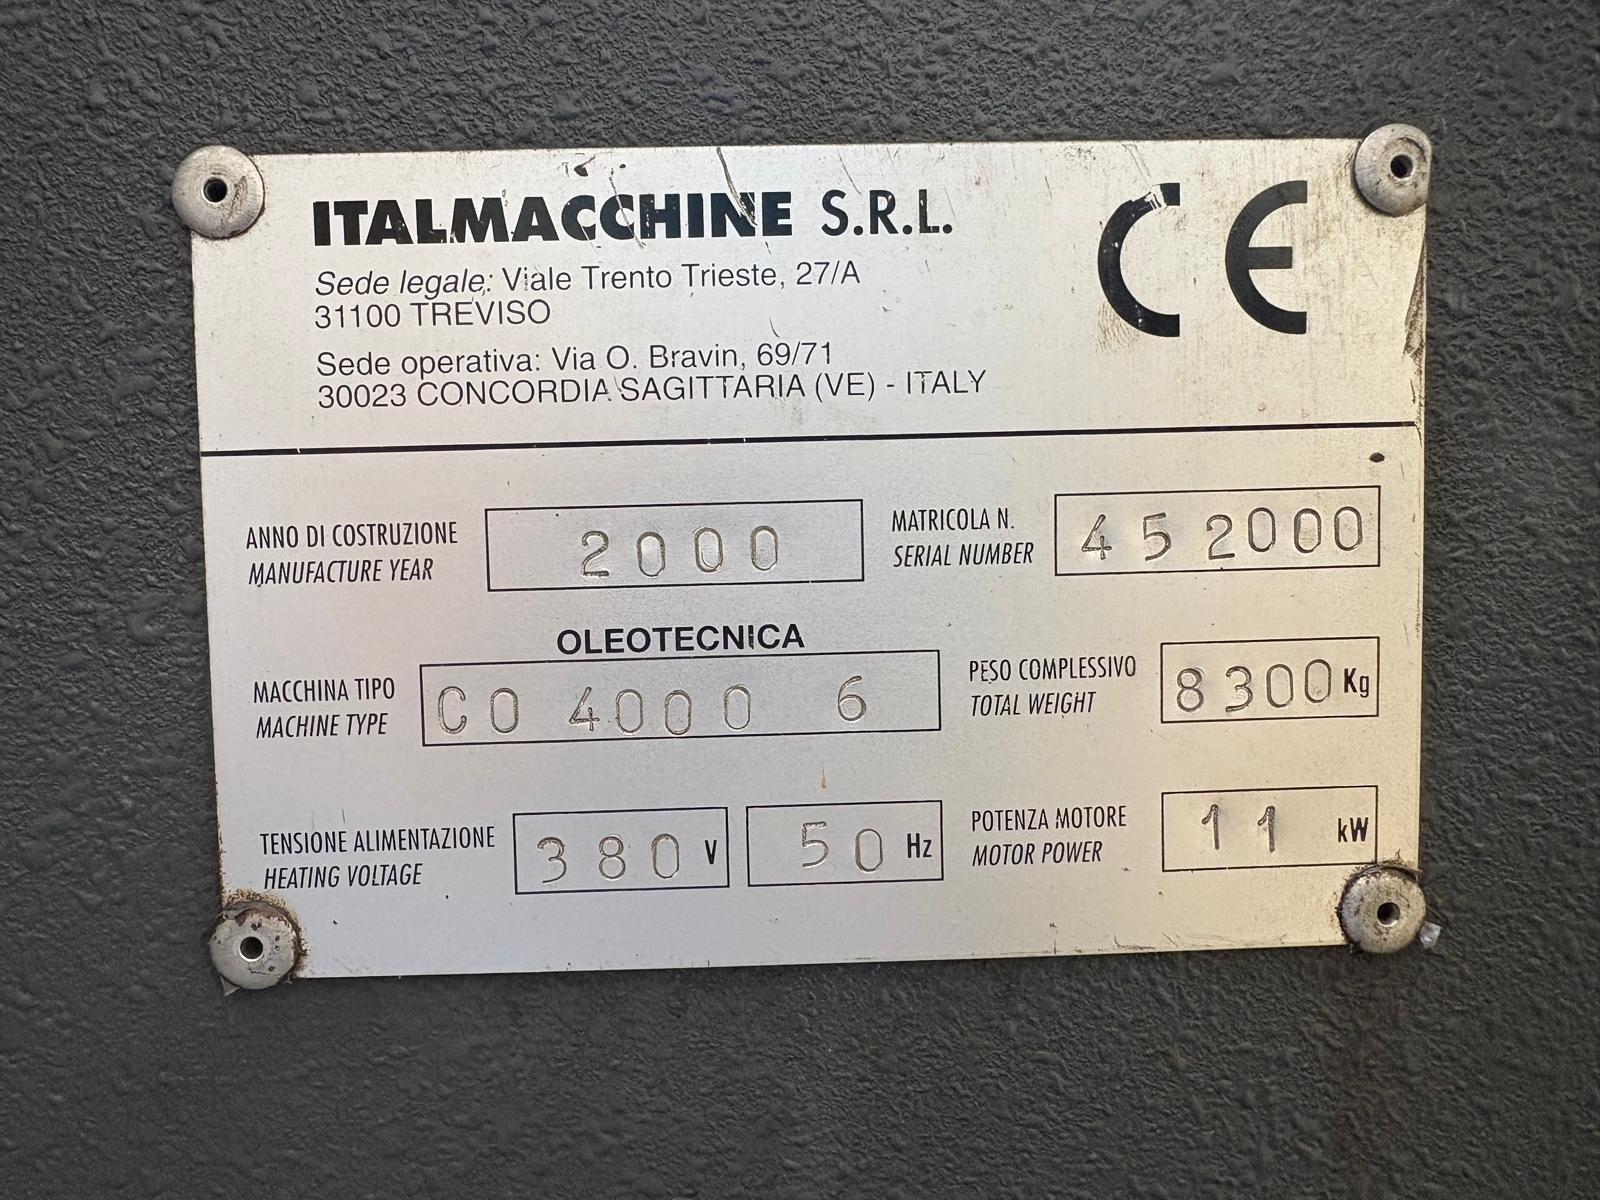 ITALMACCHINE S.R.L.
CE
Sede legale: Viale Trento Trieste, 27/A
31100 TREVISO
Sede operativa: Via O. Bravin, 69/71
30023 CONCORDIA SAGITTARIA (VE) - ITALY
ANNO DI COSTRUZIONE
MANUFACTURE YEAR
2000
MATRICOLA N.
SERIAL NUMBER
452000
OLEOTECNICA
MACCHINA TIPO
MACHINE TYPE
CO 4000 6
PESO COMPLESSIVO
TOTAL WEIGHT
8300 Kg
TENSIONE ALIMENTAZIONE
HEATING VOLTAGE
380 V
50 Hz
POTENZA MOTORE
MOTOR POWER
11 kW